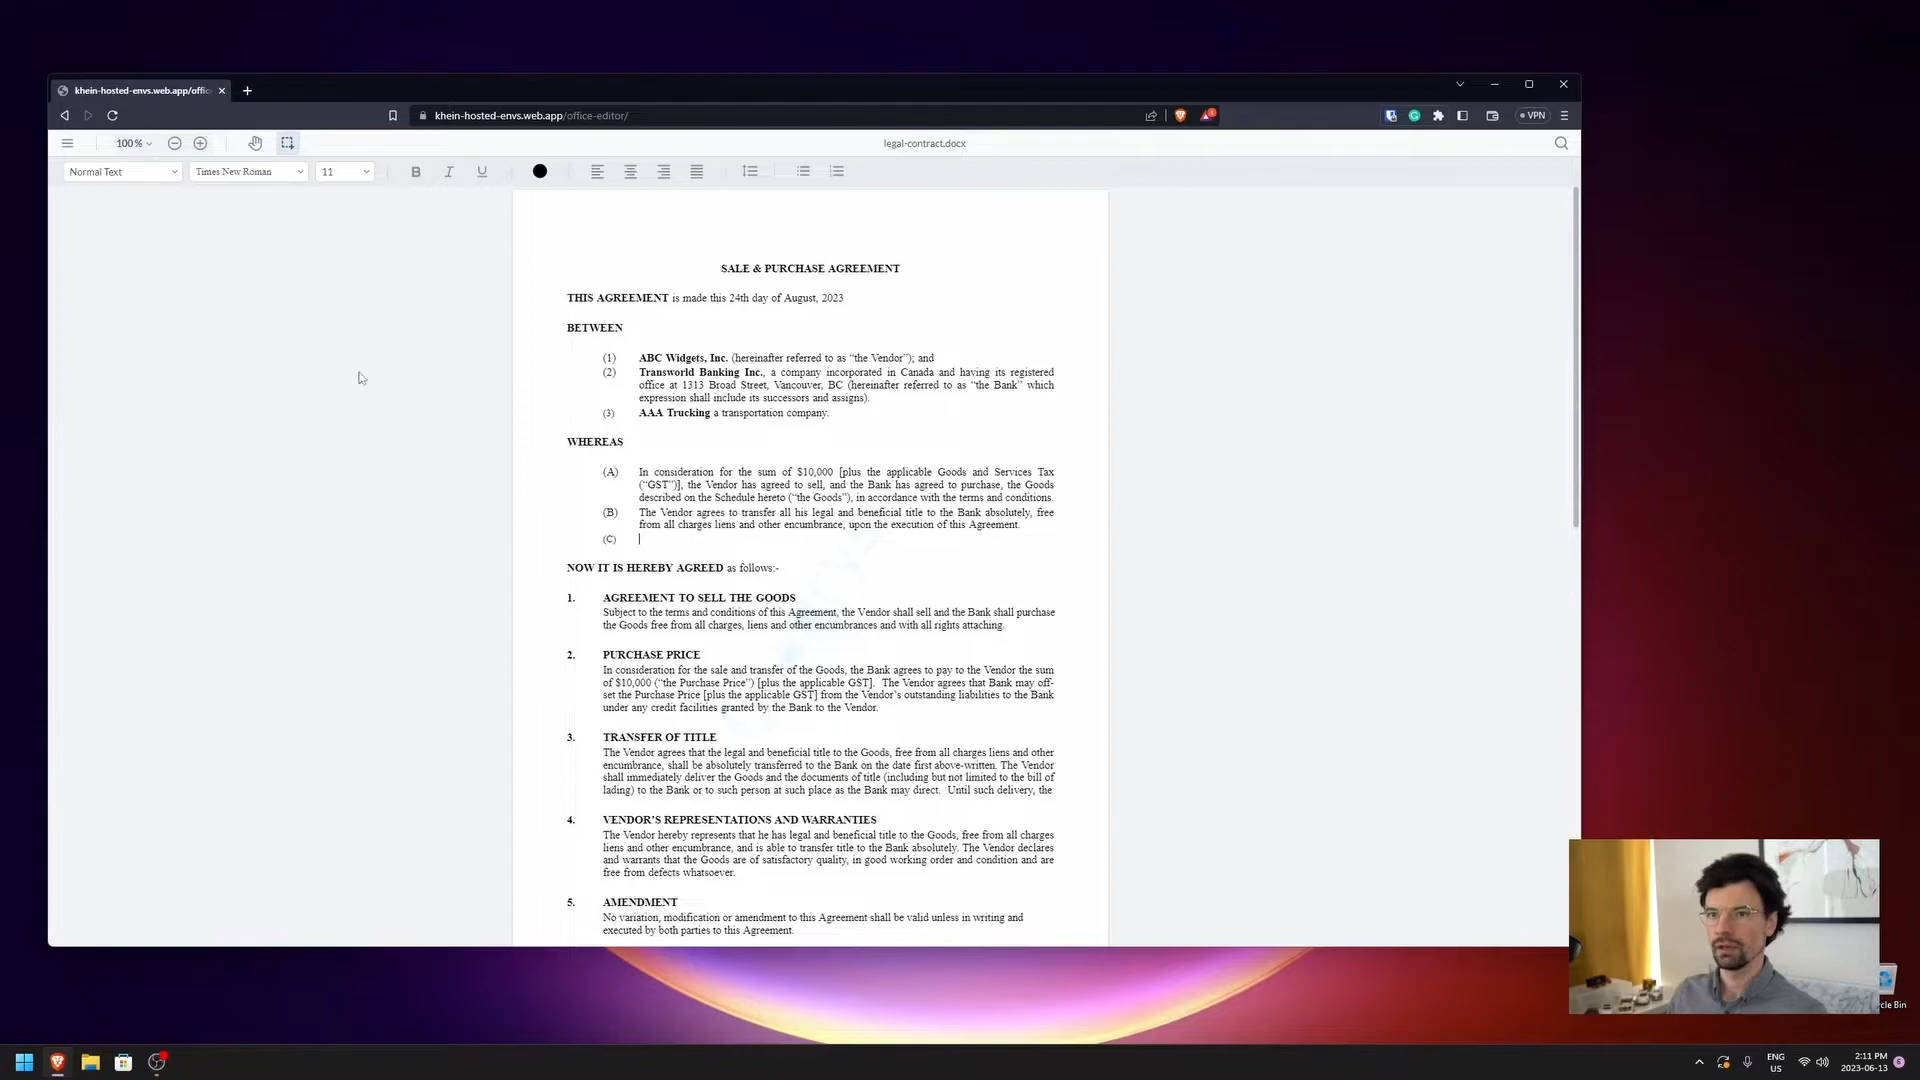 khein-hosted-envs.web.app/offic
khein-hosted-envs.web.app/office-editor/
VPN
100%
legal-contract.docx
Normal Text
Times New Roman
11
B I U
SALE & PURCHASE AGREEMENT
THIS AGREEMENT is made this 24th day of August, 2023
BETWEEN
(1) ABC Widgets, Inc. (hereinafter referred to as “the Vendor”); and
(2) Transworld Banking Inc., a company incorporated in Canada and having its registered
office at 1313 Broad Street, Vancouver, BC (hereinafter referred to as “the Bank” which
expression shall include its successors and assigns).
(3) AAA Trucking a transportation company.
WHEREAS
(A) In consideration for the sum of $10,000 [plus the applicable Goods and Services Tax
(“GST”)], the Vendor has agreed to sell, and the Bank has agreed to purchase, the Goods
described on the Schedule hereto (“the Goods”), in accordance with the terms and conditions.
(B) The Vendor agrees to transfer all his legal and beneficial title to the Bank absolutely, free
from all charges liens and other encumbrance, upon the execution of this Agreement.
(C)
NOW IT IS HEREBY AGREED as follows:-
1. AGREEMENT TO SELL THE GOODS
Subject to the terms and conditions of this Agreement, the Vendor shall sell and the Bank shall purchase
the Goods free from all charges, liens and other encumbrances and with all rights attaching.
2. PURCHASE PRICE
In consideration for the sale and transfer of the Goods, the Bank agrees to pay to the Vendor the sum
of $10,000 (“the Purchase Price”) [plus the applicable GST]. The Vendor agrees that Bank may off-
set the Purchase Price [plus the applicable GST] from the Vendor’s outstanding liabilities to the Bank
under any credit facilities granted by the Bank to the Vendor.
3. TRANSFER OF TITLE
The Vendor agrees that the legal and beneficial title to the Goods, free from all charges liens and other
encumbrance, shall be absolutely transferred to the Bank on the date first above-written. The Vendor
shall immediately deliver the Goods and the documents of title (including but not limited to the bill of
lading) to the Bank or to such person at such place as the Bank may direct. Until such delivery, the
4. VENDOR’S REPRESENTATIONS AND WARRANTIES
The Vendor hereby represents that he has legal and beneficial title to the Goods, free from all charges
liens and other encumbrance, and is able to transfer title to the Bank absolutely. The Vendor declares
and warrants that the Goods are of satisfactory quality, in good working order and condition and are
free from defects whatsoever.
5. AMENDMENT
No variation, modification or amendment to this Agreement shall be valid unless in writing and
executed by both parties to this Agreement.
cle Bin
ENG
US
2:11 PM
2023-06-13